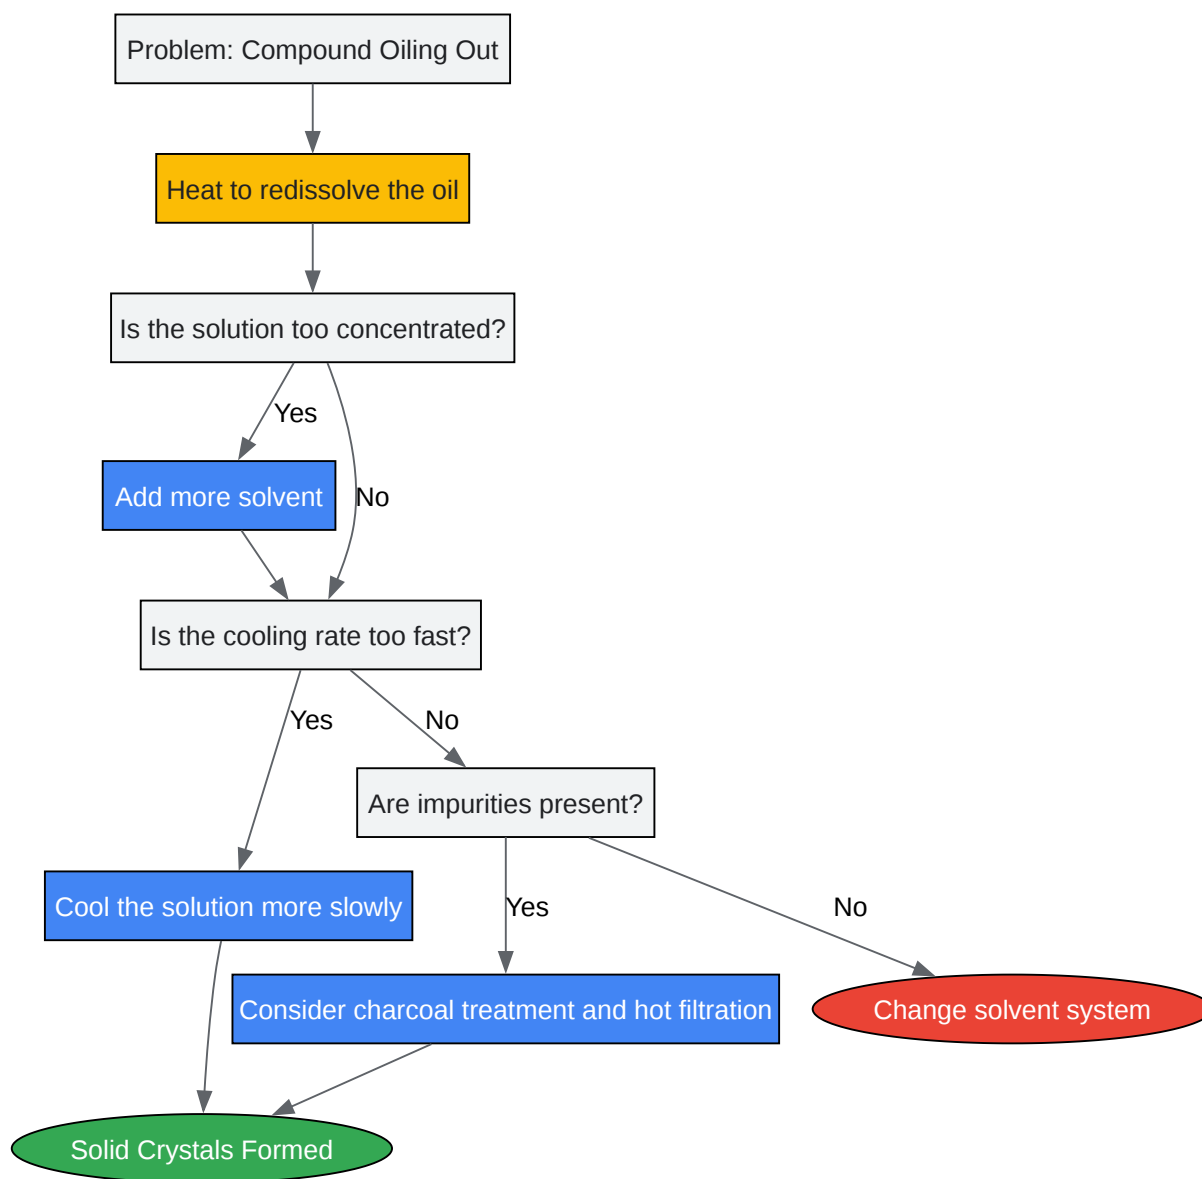 Problem: Compound Oiling Out
Heat to redissolve the oil
Is the solution too concentrated?
Yes
Add more solvent
No
Is the cooling rate too fast?
Yes
No
Are impurities present?
Cool the solution more slowly
Yes
No
Consider charcoal treatment and hot filtration
Change solvent system
Solid Crystals Formed